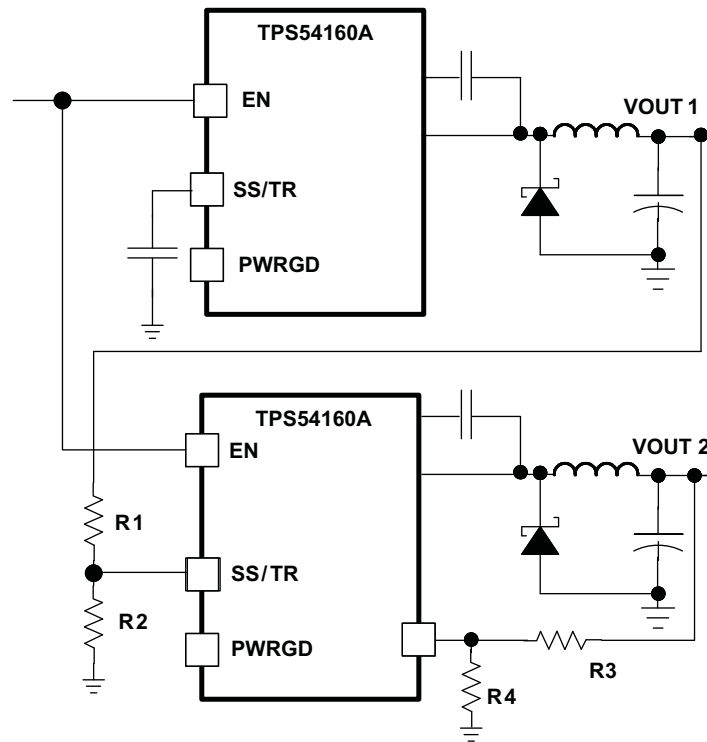 TPS54160A
EN
VOUT 1
SS/TR
PWRGD
TPS54160A
EN
VOUT 2
R1
SS/TR
R2
PWRGD
R3
R4